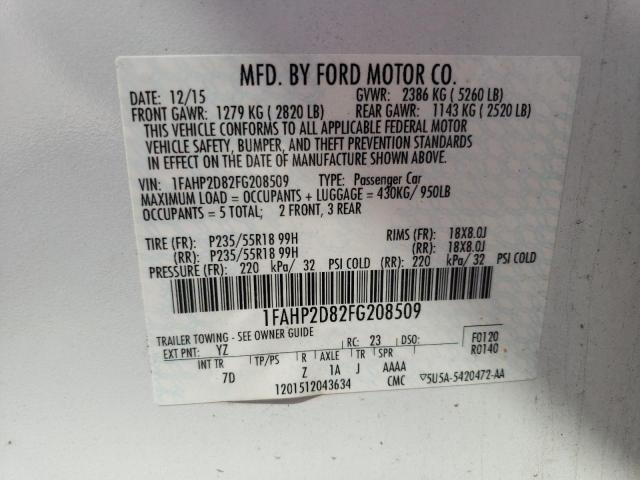 MFD. BY FORD MOTOR CO.
DATE: 12/15 GVWR: 2386 KG ( 5260 LB)
FRONT GAWR: 1279 KG ( 2820 LB) REAR GAWR: 1143 KG ( 2520 LB)
THIS VEHICLE CONFORMS TO ALL APPLICABLE FEDERAL MOTOR
VEHICLE SAFETY, BUMPER, AND THEFT PREVENTION STANDARDS
IN EFFECT ON THE DATE OF MANUFACTURE SHOWN ABOVE.
VIN: 1FAHP2D82FG208509 TYPE: Passenger Car
MAXIMUM LOAD = OCCUPANTS + LUGGAGE = 430KG/ 950LB
OCCUPANTS = 5 TOTAL; 2 FRONT, 3 REAR
TIRE (FR): P235/55R18 99H RIMS (FR): 18X8.0J
(RR): P235/55R18 99H (RR): 18X8.0J
PRESSURE (FR): 220 kPa/ 32 PSI COLD (RR): 220 kPa/ 32 PSI COLD
1FAHP2D82FG208509
TRAILER TOWING - SEE OWNER GUIDE
EXT PNT: YZ RC: 23 DSO: F0120
R0140
INT TR TP/PS R AXLE TR SPR
7D Z 1A J AAAA
1201512043634 CMC ▽5U5A-5420472-AA